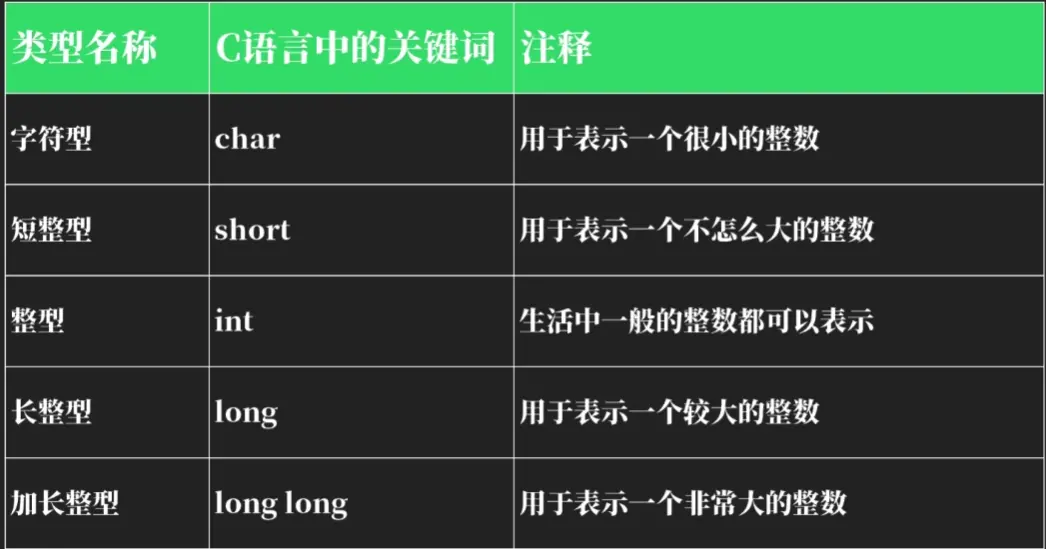 类型名称 C语言中的关键词 注释
字符型 char 用于表示一个很小的整数
短整型 short 用于表示一个不怎么大的整数
整型 int 生活中一般的整数都可以表示
长整型 long 用于表示一个较大的整数
加长整型 long long 用于表示一个非常大的整数